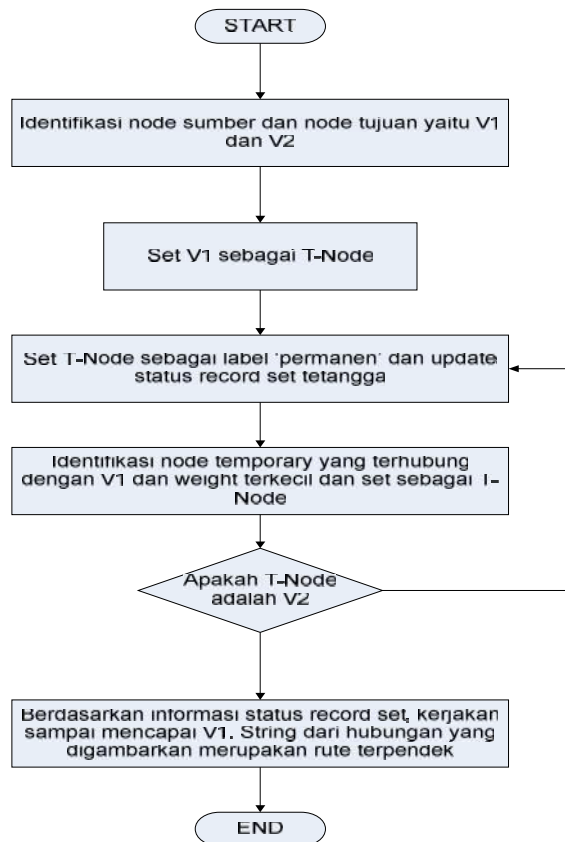 START
Identifikasi node sumber dan node tujuan yaitu V1
dan V2
Set V1 sebagai T-Node
Set T-Node sebagai label 'permanen' dan update
status record set tetangga
Identifikasi node temporary yang terhubung
dengan V1 dan weight terkecil dan set sebagai T-
Node
Apakah T-Node
adalah V2
Berdasarkan informasi status record set, kerjakan
sampai mencapai V1. String dari hubungan yang
digambarkan merupakan rute terpendek
END